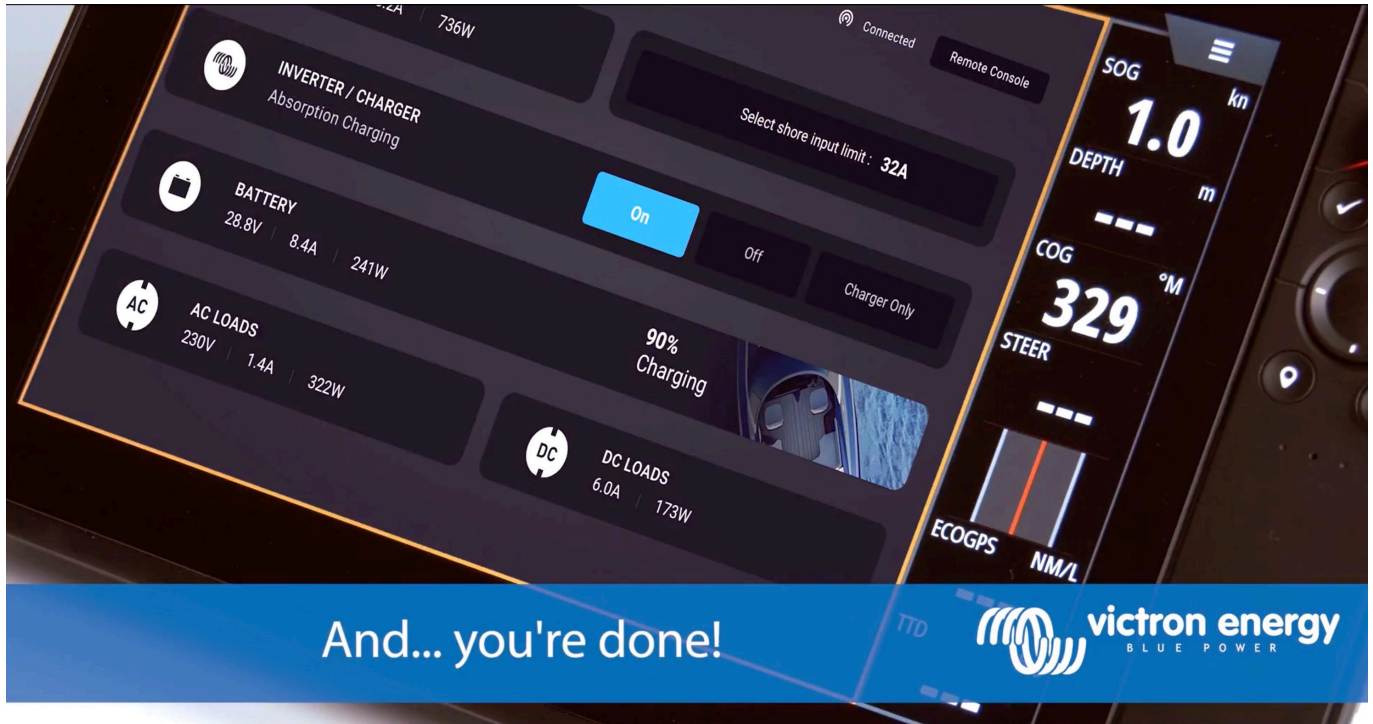 736W
Connected
Remote Console
INVERTER / CHARGER
Absorption Charging
Select shore input limit : 32A
On
Off
Charger Only
BATTERY
28.8V | 8.4A | 241W
90%
Charging
AC
AC LOADS
230V | 1.4A | 322W
DC
DC LOADS
6.0A | 173W
SOG
kn
1.0
DEPTH
m
---
COG
°M
329
STEER
---
ECOGPS
NM/L
---
TTD
---
And... you're done!
victron energy
BLUE POWER